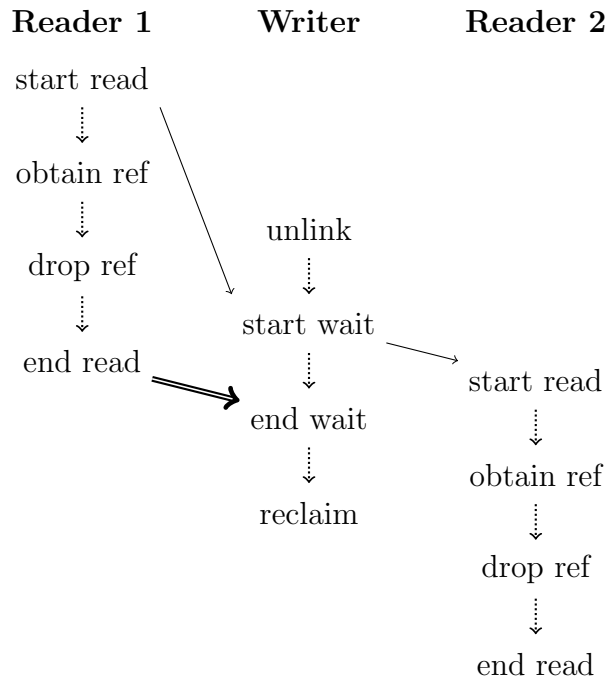 Reader 1 Writer Reader 2
start read
obtain ref
unlink
drop ref
start wait
end read
start read
end wait
obtain ref
reclaim
drop ref
end read